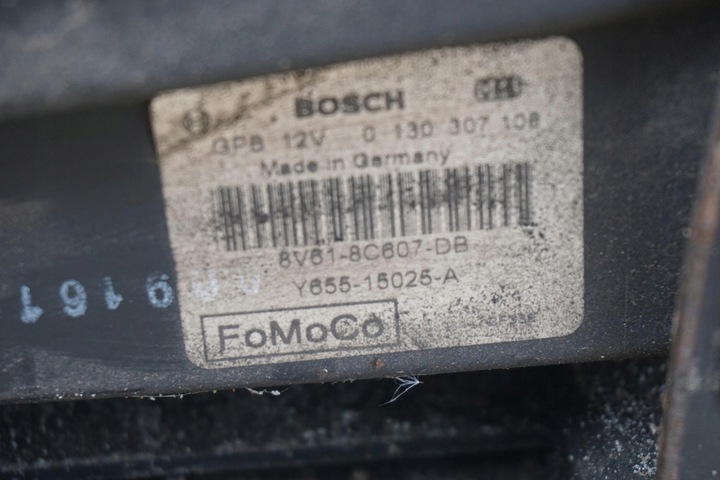 BOSCH
GPB 12V 0 130 307 108
Made in Germany
8V61-8C607-DB
Y655-15025-A
FoMoCo